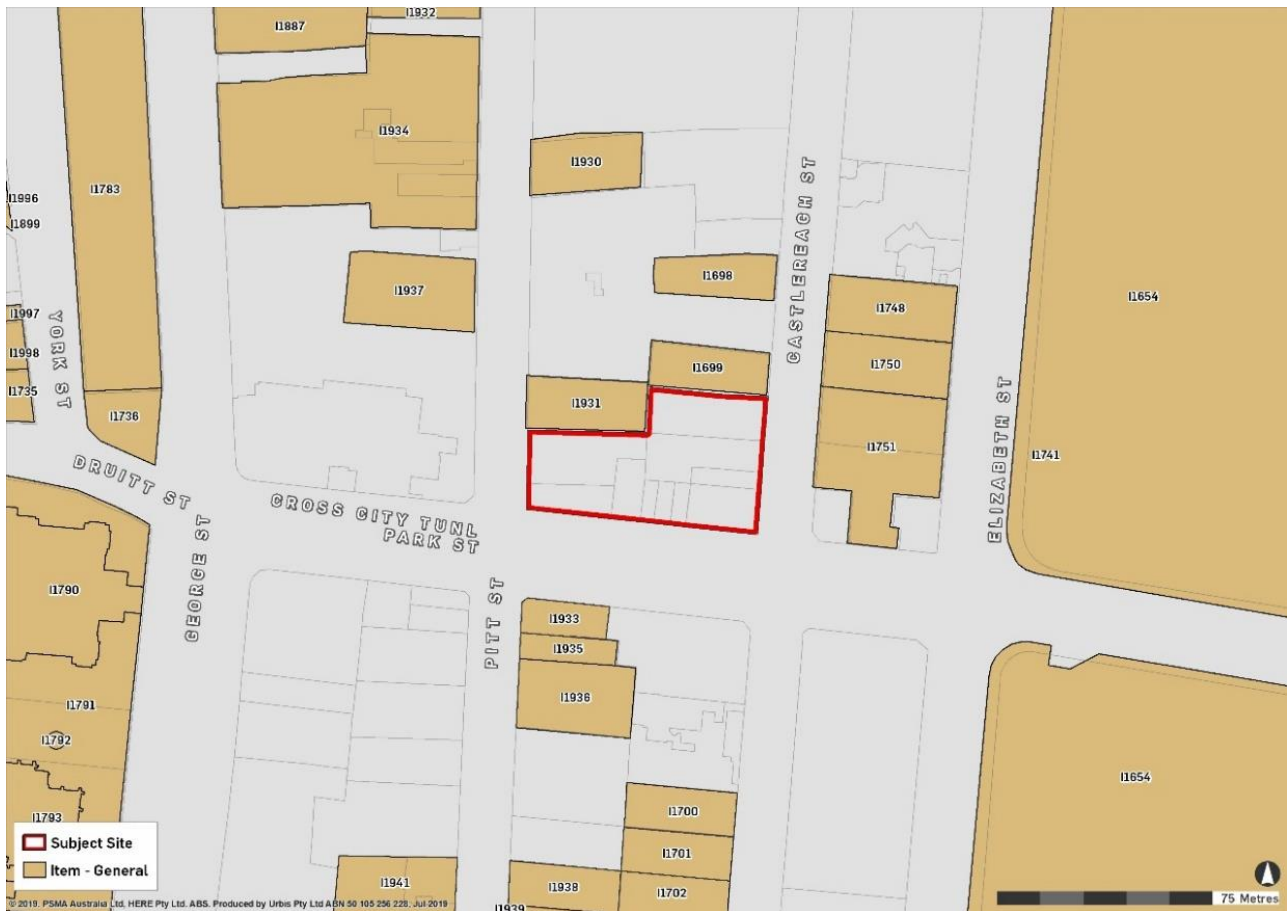 I1932
I1887
I1934
I1930
I1783
I1996
I1899
I1654
I1937
I1698
I1748
I1997
I1998
I1735
YORK ST
CASTLEREAGH ST
I1750
I1699
I1736
I1931
I1751
I1741
ELIZABETH ST
DRUITT ST
CROSS CITY TUNL
PARK ST
GEORGE ST
PITT ST
I1790
I1933
I1935
I1936
I1791
I1792
I1654
I1793
I1700
I1701
I1702
I1941
I1938
I1939
Subject Site
Item - General
© 2019. PSMA Australia Ltd, HERE Pty Ltd. ABS. Produced by Urbis Pty Ltd ABN 50 105 256 228, Jul 2019
75 Metres